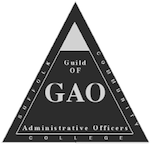 Guild
OF
GAO
Administrative Officers
SUFFOLK
COMMUNITY
COLLEGE